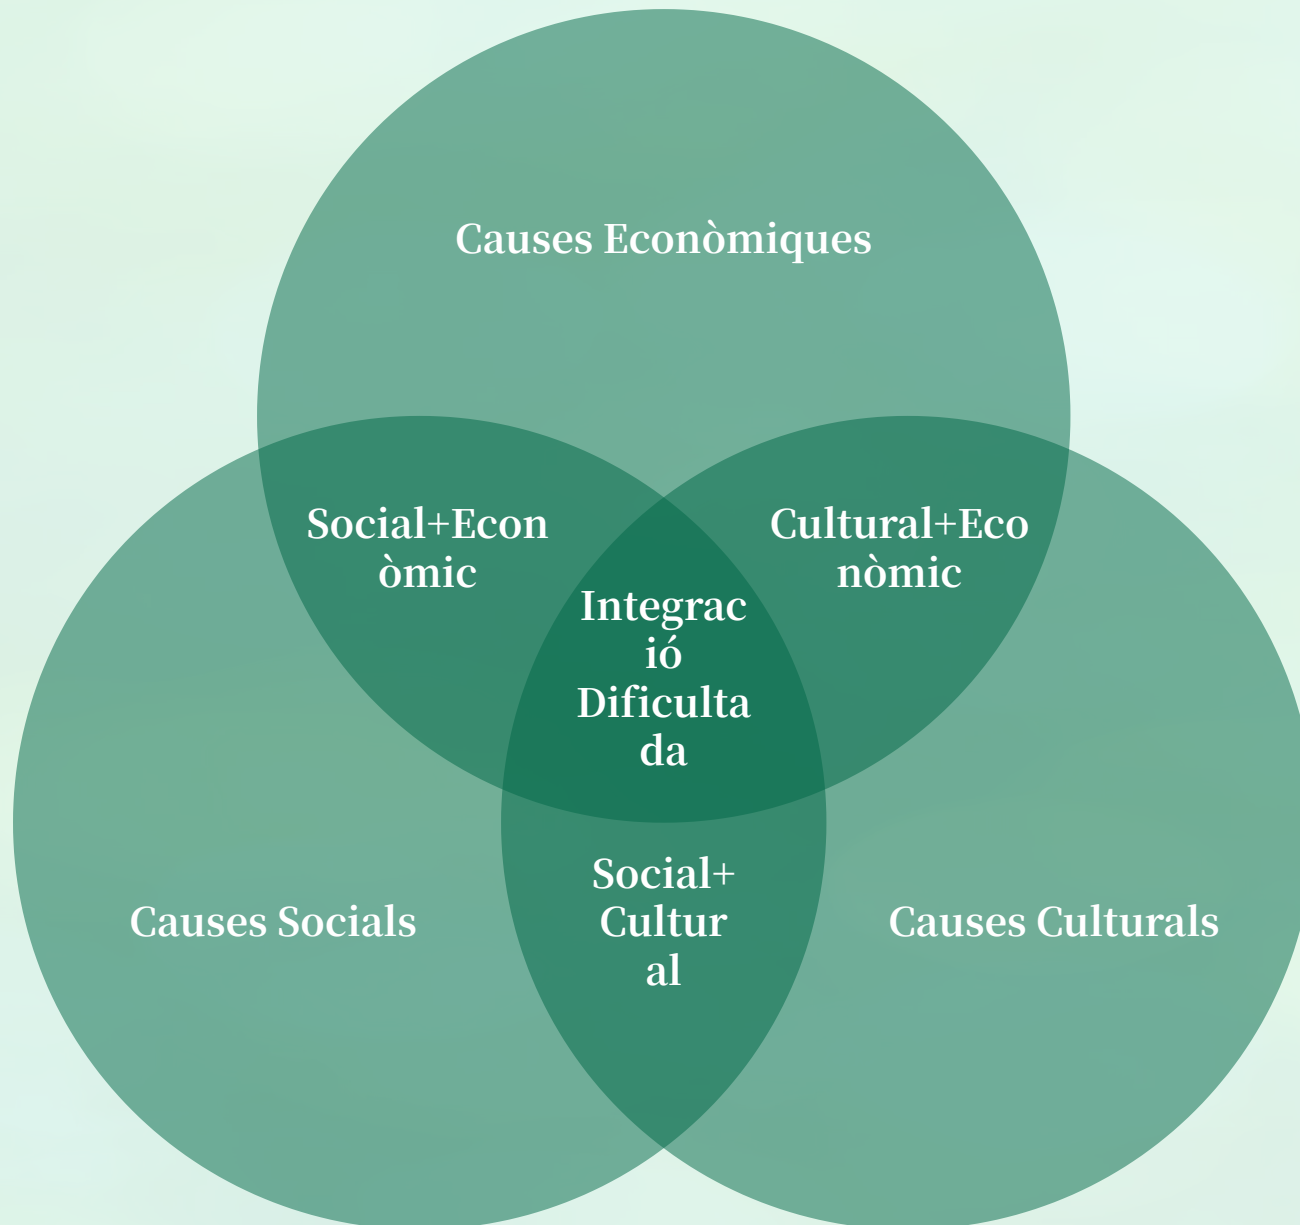 Causes Econòmiques
Social+Econ
òmic
Cultural+Eco
nòmic
Integrac
ió
Dificulta
da
Social+
Cultur
al
Causes Socials
Causes Culturals